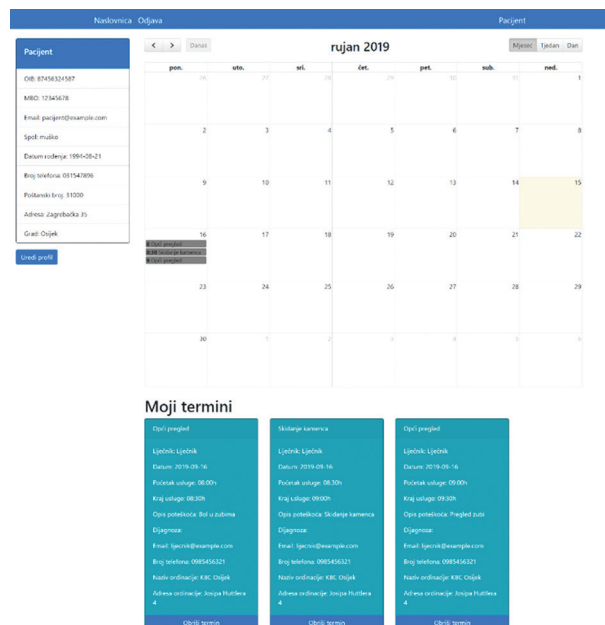 Naslovnica Odjava Pacijent
Pacijent
OIB: 87456324587
MBO: 12345678
Email: pacijent@example.com
Spol: muško
Datum rođenja: 1994-08-21
Broj telefona: 031547896
Poštanski broj: 31000
Adresa: Zagrebačka 35
Grad: Osijek
Uredi profil
Danas rujan 2019 Mjesec Tjedan Dan
pon. uto. sri. čet. pet. sub. ned.
26 27 28 29 30 31 1
2 3 4 5 6 7 8
9 10 11 12 13 14 15
16 17 18 19 20 21 22
8 Opći pregled
8:30 Skidanje kamenca
9 Opći pregled
23 24 25 26 27 28 29
30 1 2 3 4 5 6
Moji termini
Opći pregled
Liječnik: Liječnik
Datum: 2019-09-16
Početak usluge: 08:00h
Kraj usluge: 08:30h
Opis poteškoća: Bol u zubima
Dijagnoza:
Email: lijecnik@example.com
Broj telefona: 0985456321
Naziv ordinacije: KBC Osijek
Adresa ordinacije: Josipa Huttlera
4
Obriši termin
Skidanje kamenca
Liječnik: Liječnik
Datum: 2019-09-16
Početak usluge: 08:30h
Kraj usluge: 09:00h
Opis poteškoća: Skidanje kamenca
Dijagnoza:
Email: lijecnik@example.com
Broj telefona: 0985456321
Naziv ordinacije: KBC Osijek
Adresa ordinacije: Josipa Huttlera
4
Obriši termin
Opći pregled
Liječnik: Liječnik
Datum: 2019-09-16
Početak usluge: 09:00h
Kraj usluge: 09:30h
Opis poteškoća: Pregled zubi
Dijagnoza:
Email: lijecnik@example.com
Broj telefona: 0985456321
Naziv ordinacije: KBC Osijek
Adresa ordinacije: Josipa Huttlera
4
Obriši termin